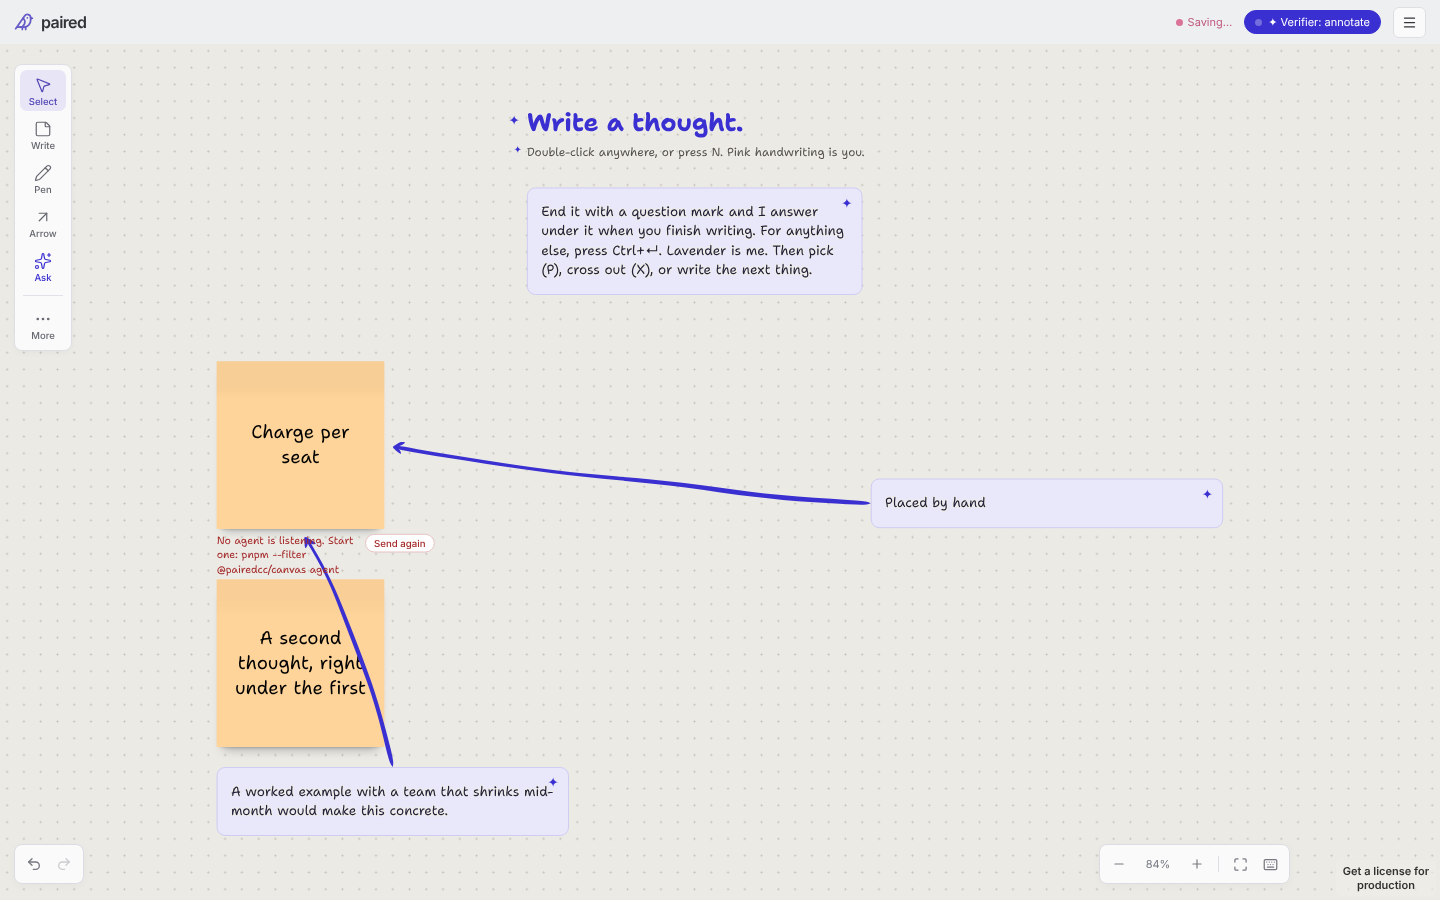 paired
Saving...
✦ Verifier: annotate
Select
Write
Pen
Arrow
Ask
More
Write a thought.
Double-click anywhere, or press N. Pink handwriting is you.
End it with a question mark and I answer
under it when you finish writing. For anything
else, press Ctrl+↵. Lavender is me. Then pick
(P), cross out (X), or write the next thing.
Charge per
seat
Placed by hand
No agent is listening. Start
one: pnpm --filter
@pairedcc/canvas agent
Send again
A second
thought, right
under the first
A worked example with a team that shrinks mid-
month would make this concrete.
84%
Get a license for
production